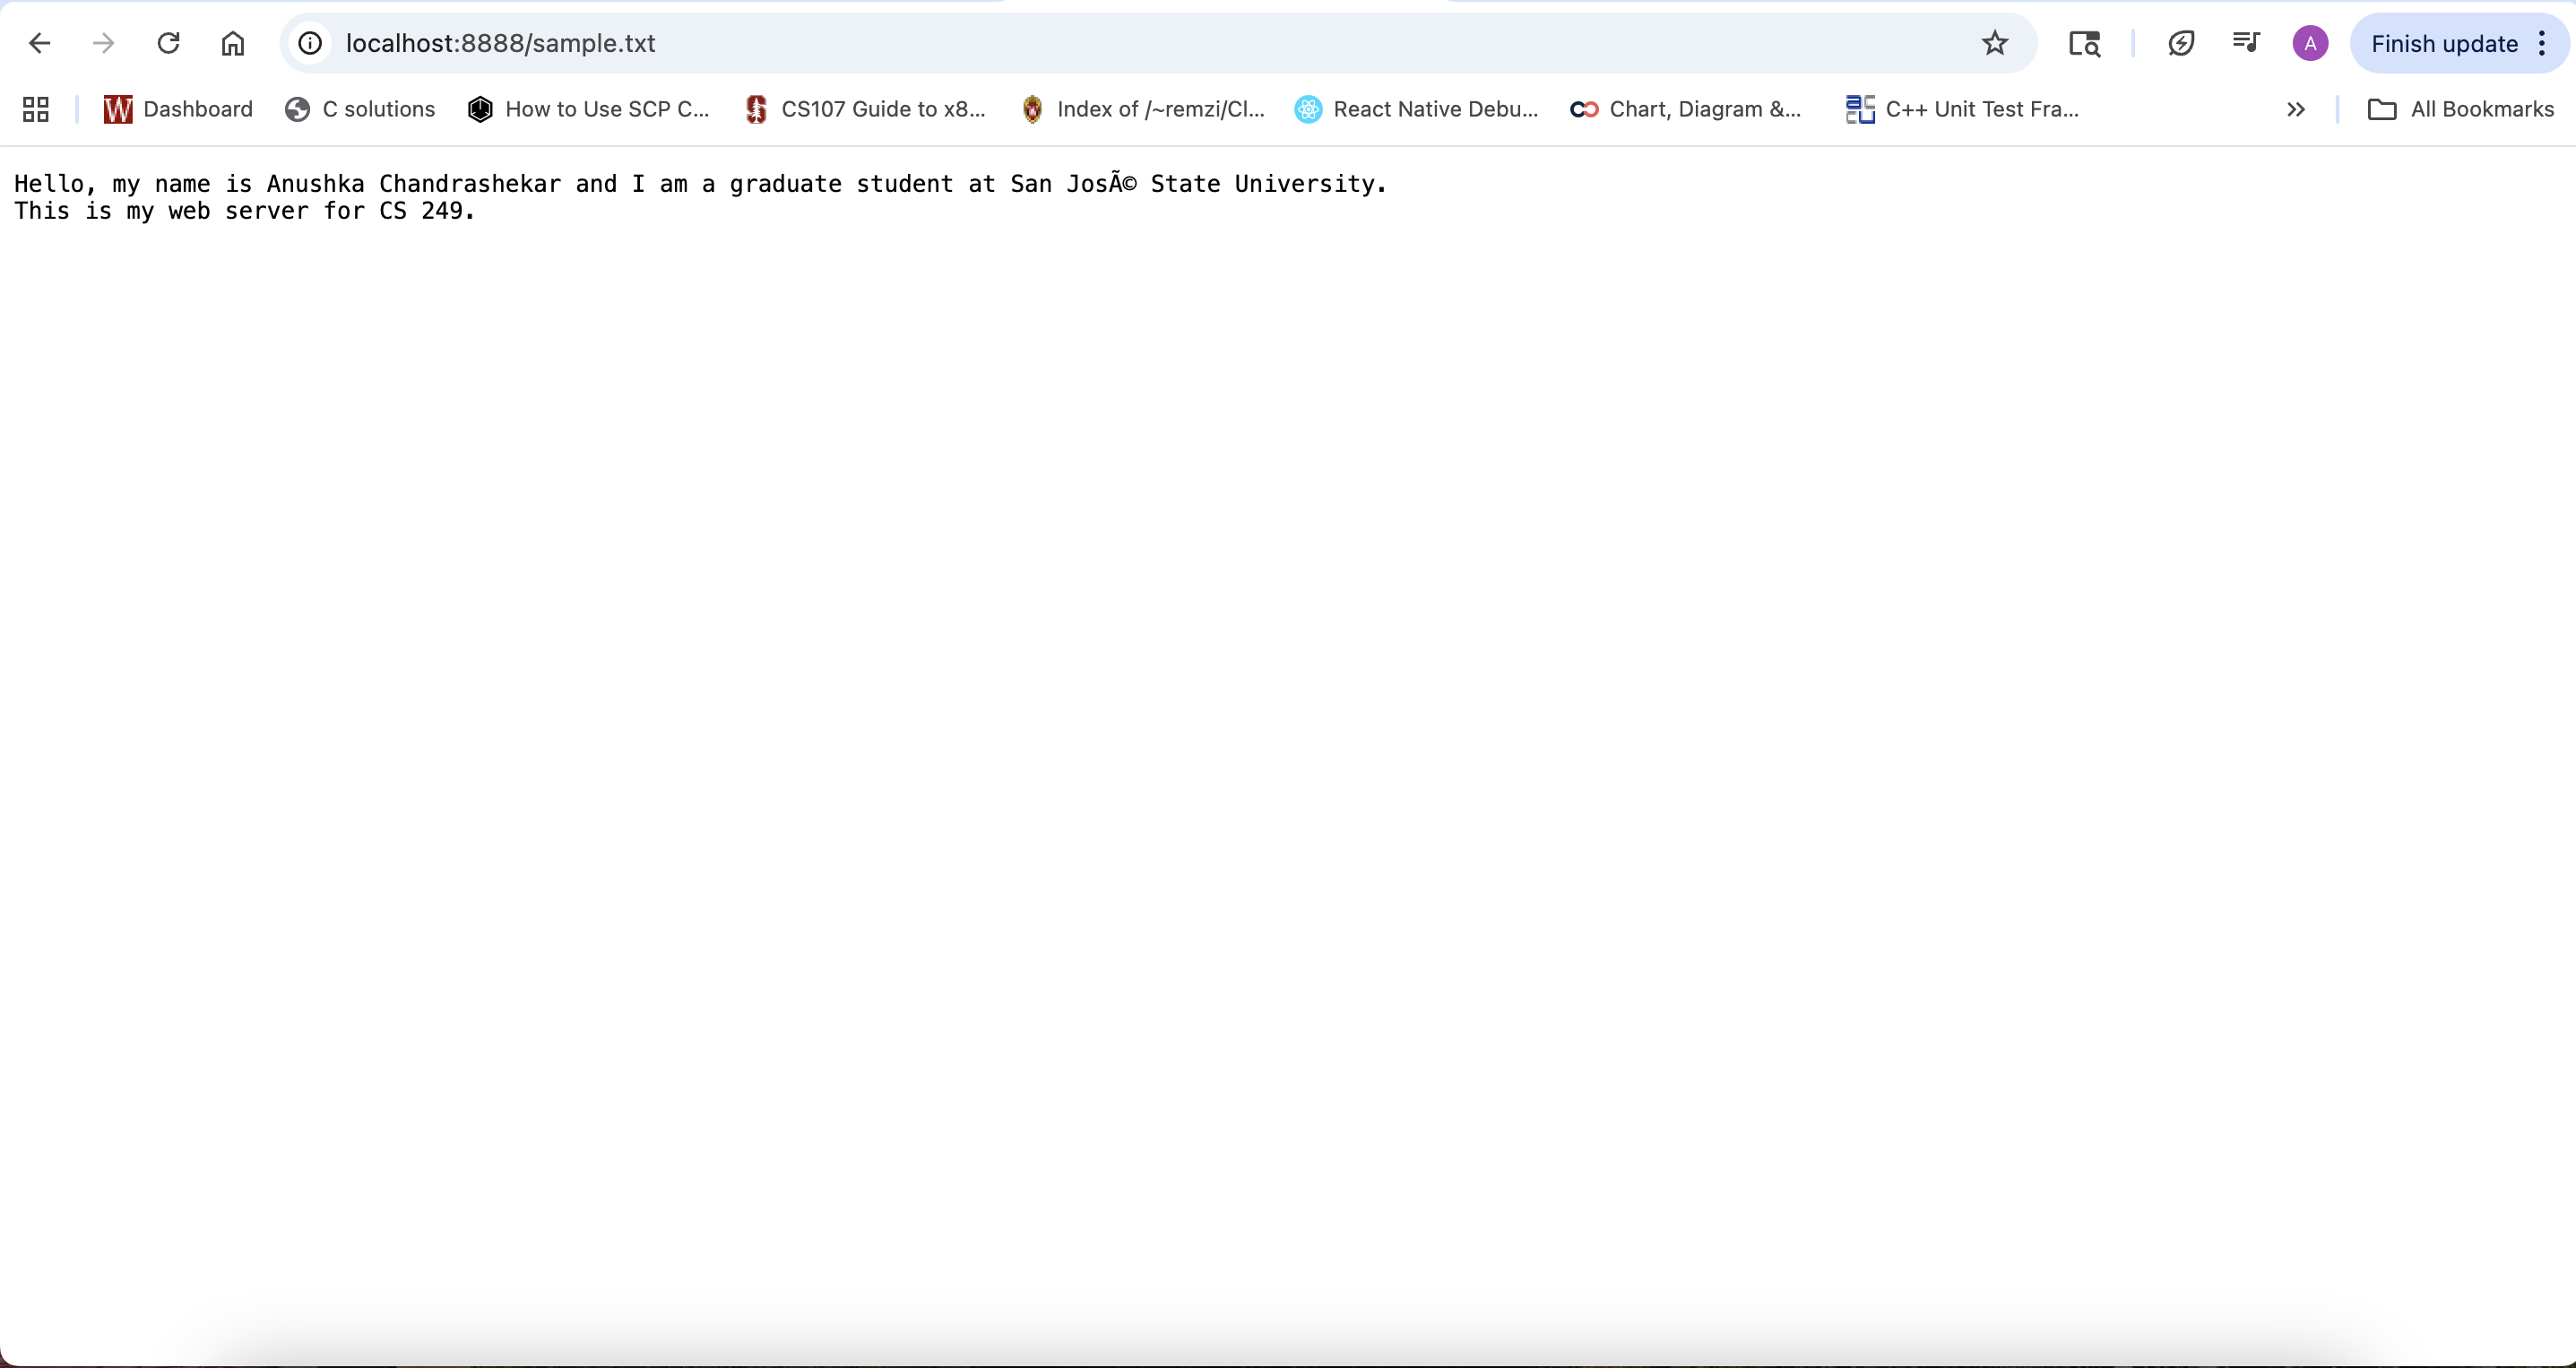 localhost:8888/sample.txt
A
Finish update
Dashboard
C solutions
How to Use SCP C...
CS107 Guide to x8...
Index of /~remzi/Cl...
React Native Debu...
Chart, Diagram &...
C++ Unit Test Fra...
All Bookmarks
Hello, my name is Anushka Chandrashekar and I am a graduate student at San JosÃ© State University.
This is my web server for CS 249.